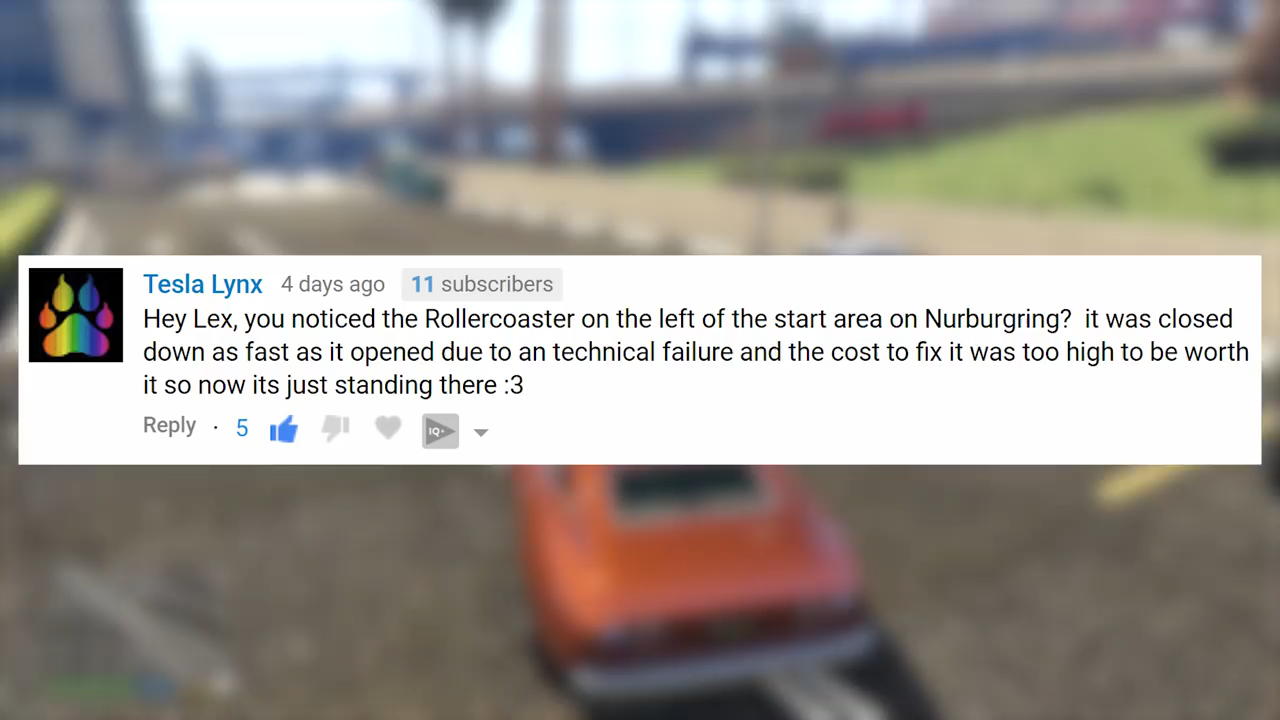 Tesla Lynx 4 days ago 11 subscribers
Hey Lex, you noticed the Rollercoaster on the left of the start area on Nurburgring?  it was closed
down as fast as it opened due to an technical failure and the cost to fix it was too high to be worth
it so now its just standing there :3
Reply · 5 IQ+